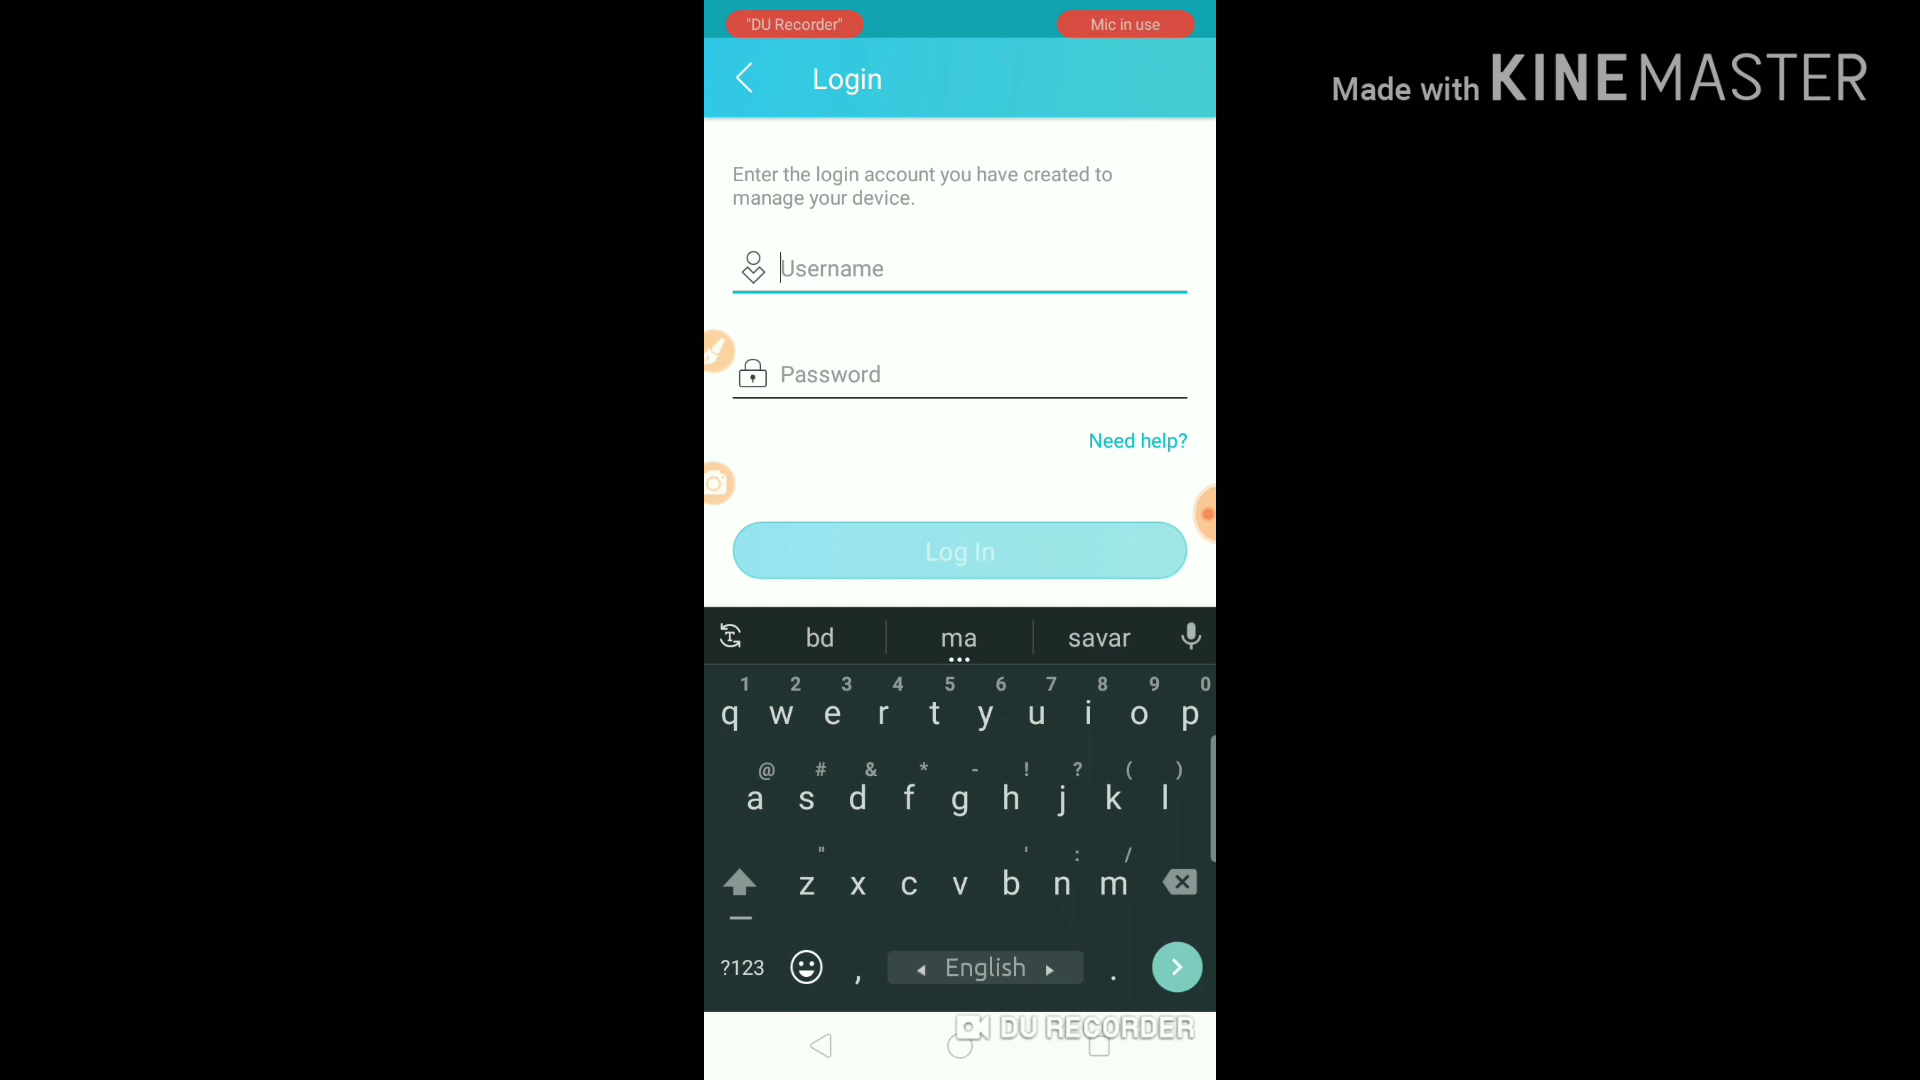 "DU Recorder"
Mic in use
Made with KINEMASTER
Login
Enter the login account you have created to
manage your device.
Username
Password
Need help?
Log In
bd
ma
savar
1 2 3 4 5 6 7 8 9 0
q w e r t y u i o p
@ # & * - ! ? ( )
a s d f g h j k l
" ' : /
z x c v b n m
?123 , English .
DU RECORDER